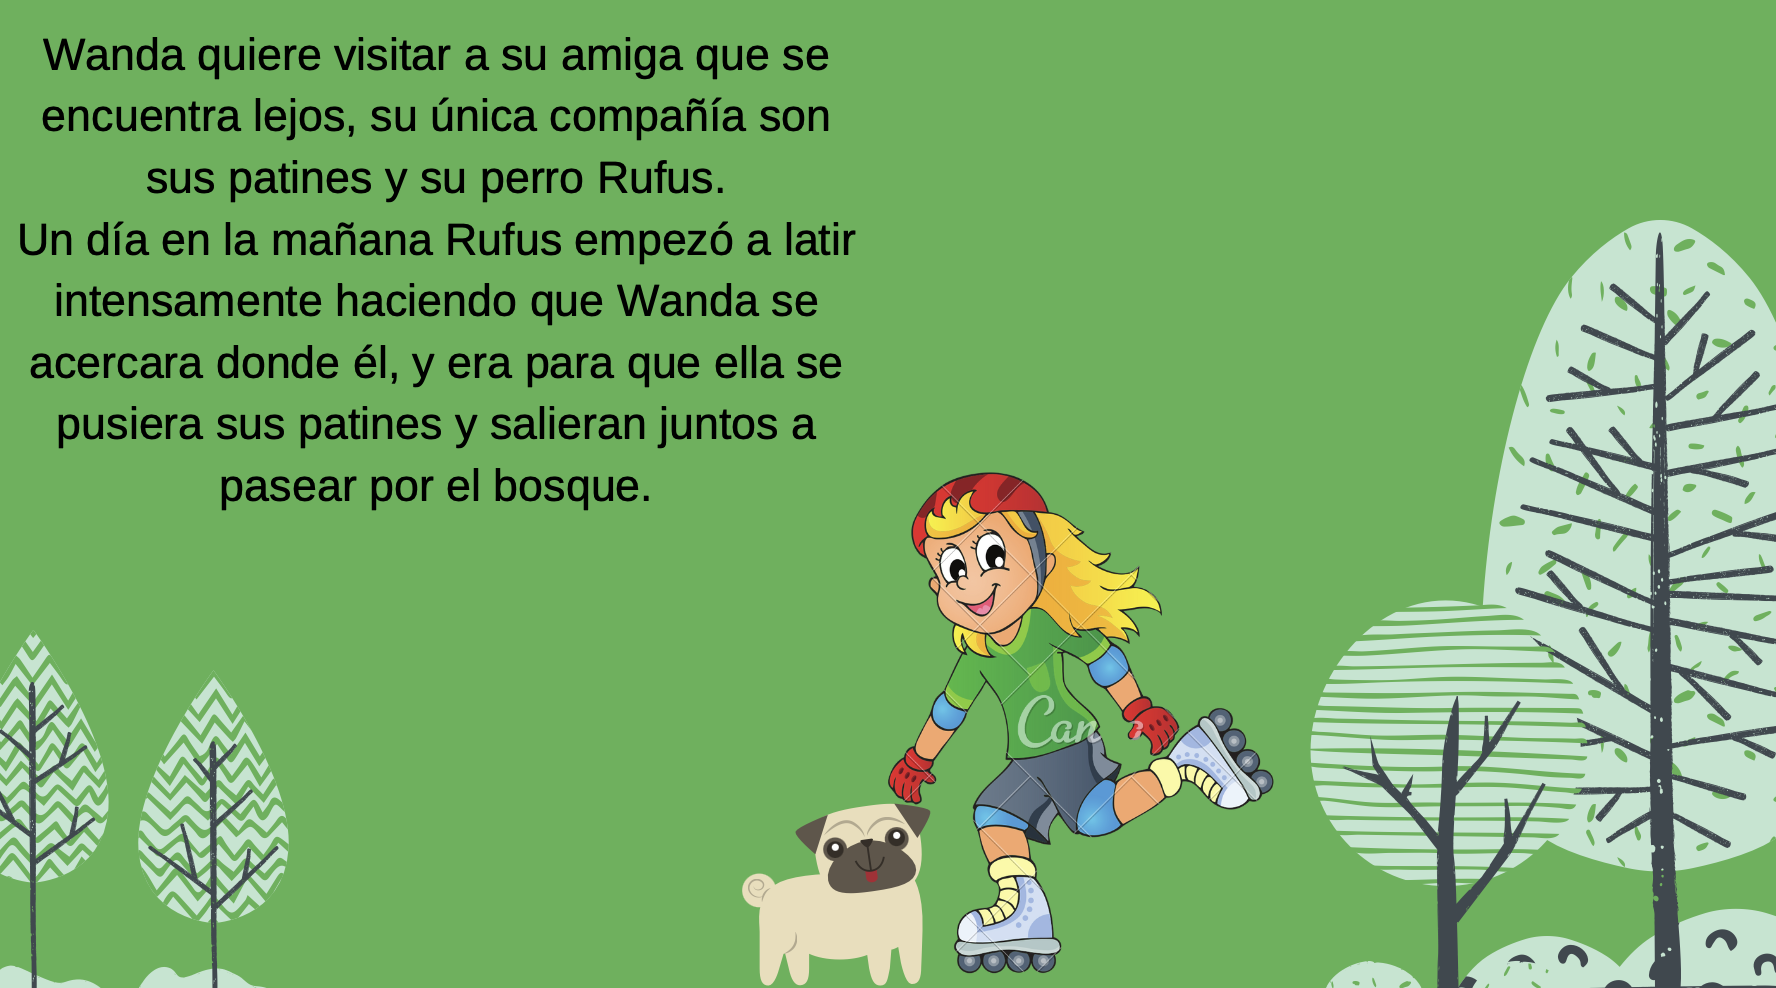 Wanda quiere visitar a su amiga que se
encuentra lejos, su única compañía son
sus patines y su perro Rufus.
Un día en la mañana Rufus empezó a latir
intensamente haciendo que Wanda se
acercara donde él, y era para que ella se
pusiera sus patines y salieran juntos a
pasear por el bosque.